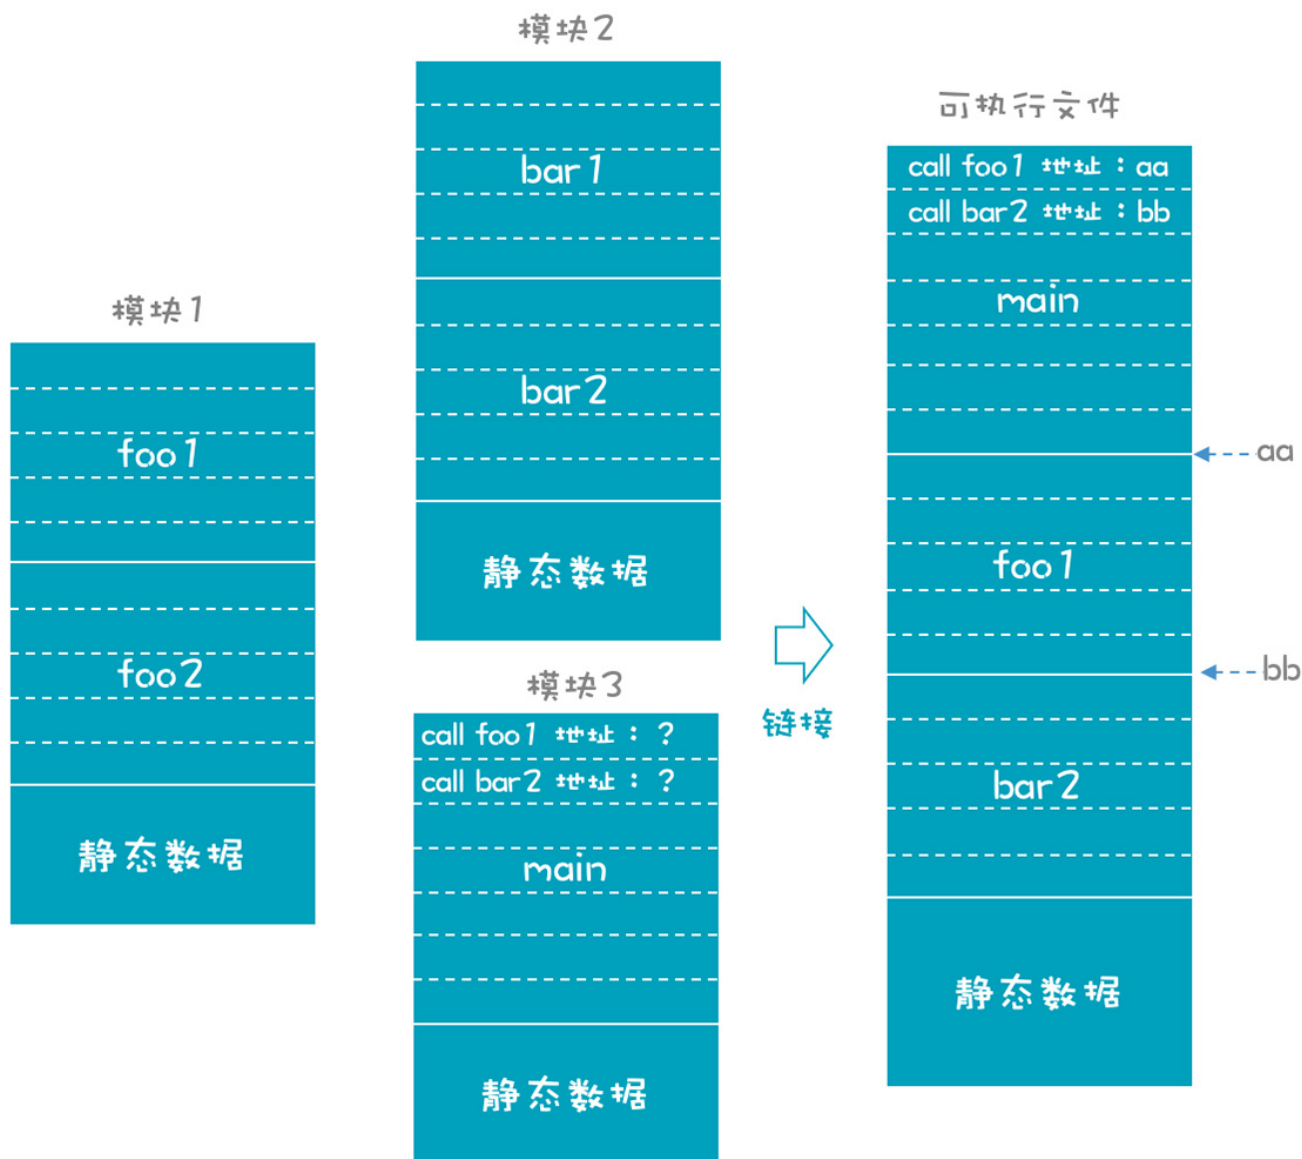 模块1
foo1
foo2
静态数据
模块2
bar1
bar2
静态数据
模块3
call foo1 地址：?
call bar2 地址：?
main
静态数据
链接
可执行文件
call foo1 地址：aa
call bar2 地址：bb
main
aa
foo1
bb
bar2
静态数据